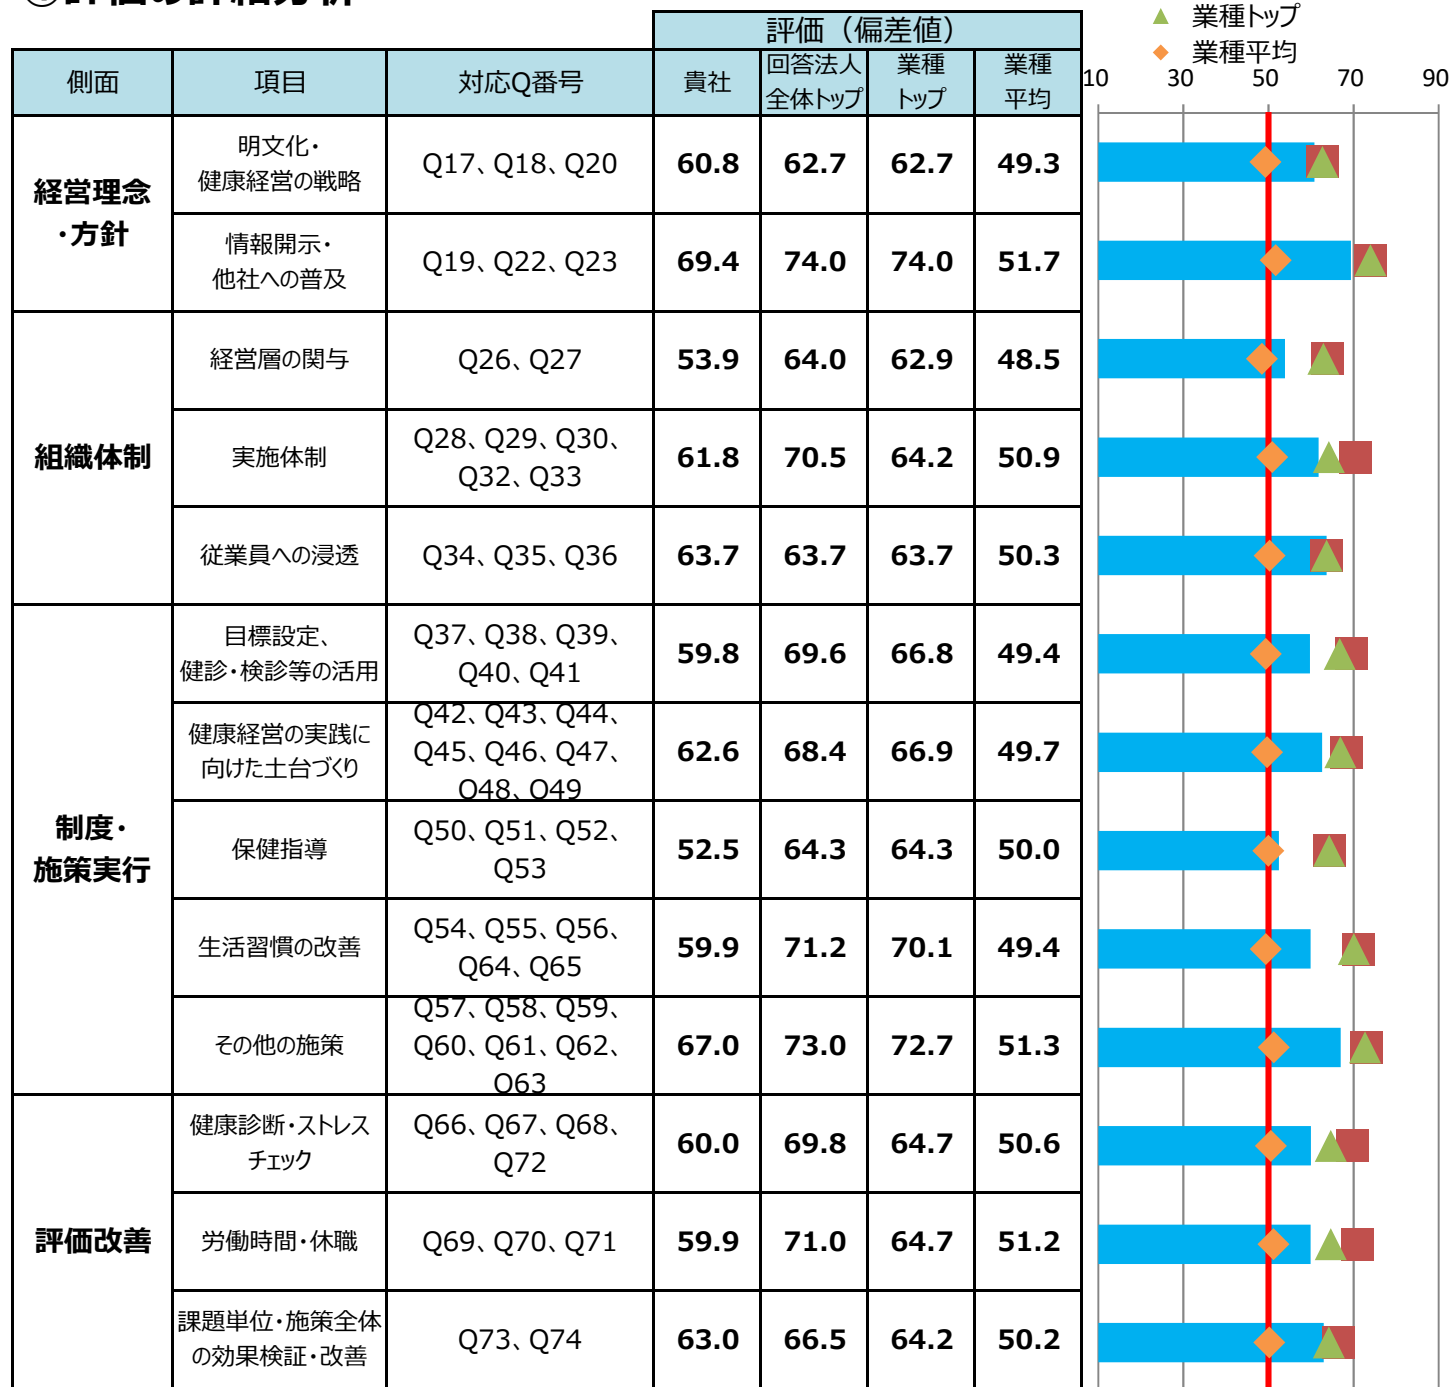 ③評価の詳細分析
業種トップ
業種平均
10 30 50 70 90
評価（偏差値）
側面 項目 対応Q番号 貴社 回答法人 業種 業種
全体トップ トップ 平均
経営理念
・方針
明文化・
健康経営の戦略
Q17、Q18、Q20 60.8 62.7 62.7 49.3
情報開示・
他社への普及
Q19、Q22、Q23 69.4 74.0 74.0 51.7
組織体制
経営層の関与 Q26、Q27 53.9 64.0 62.9 48.5
実施体制
Q28、Q29、Q30、
Q32、Q33
61.8 70.5 64.2 50.9
従業員への浸透 Q34、Q35、Q36 63.7 63.7 63.7 50.3
制度・
施策実行
目標設定、
健診・検診等の活用
Q37、Q38、Q39、
Q40、Q41
59.8 69.6 66.8 49.4
健康経営の実践に
向けた土台づくり
Q42、Q43、Q44、
Q45、Q46、Q47、
Q48、Q49
62.6 68.4 66.9 49.7
保健指導
Q50、Q51、Q52、
Q53
52.5 64.3 64.3 50.0
生活習慣の改善
Q54、Q55、Q56、
Q64、Q65
59.9 71.2 70.1 49.4
その他の施策
Q57、Q58、Q59、
Q60、Q61、Q62、
Q63
67.0 73.0 72.7 51.3
評価改善
健康診断・ストレス
チェック
Q66、Q67、Q68、
Q72
60.0 69.8 64.7 50.6
労働時間・休職 Q69、Q70、Q71 59.9 71.0 64.7 51.2
課題単位・施策全体
の効果検証・改善
Q73、Q74 63.0 66.5 64.2 50.2